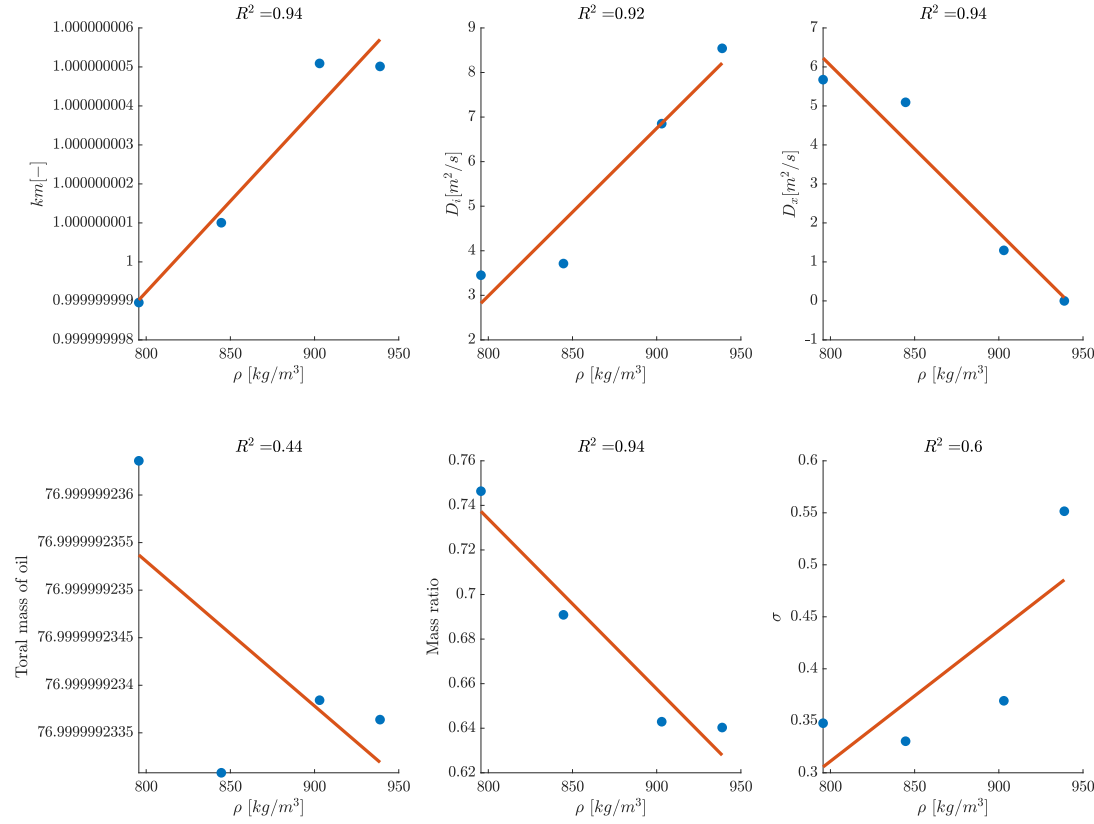 R² =0.94
1.000000006
1.000000005
1.000000004
1.000000003
1.000000002
1.000000001
1
0.999999999
0.999999998
km[−]
800 850 900 950
ρ [kg/m³]
R² =0.92
9
8
7
6
5
4
3
2
Dᵢ[m²/s]
800 850 900 950
ρ [kg/m³]
R² =0.94
7
6
5
4
3
2
1
0
-1
Dₓ[m²/s]
800 850 900 950
ρ [kg/m³]
R² =0.44
76.999999236
76.9999992355
76.999999235
76.9999992345
76.999999234
76.9999992335
Toral mass of oil
800 850 900 950
ρ [kg/m³]
R² =0.94
0.76
0.74
0.72
0.7
0.68
0.66
0.64
0.62
Mass ratio
800 850 900 950
ρ [kg/m³]
R² =0.6
0.6
0.55
0.5
0.45
0.4
0.35
0.3
σ
800 850 900 950
ρ [kg/m³]